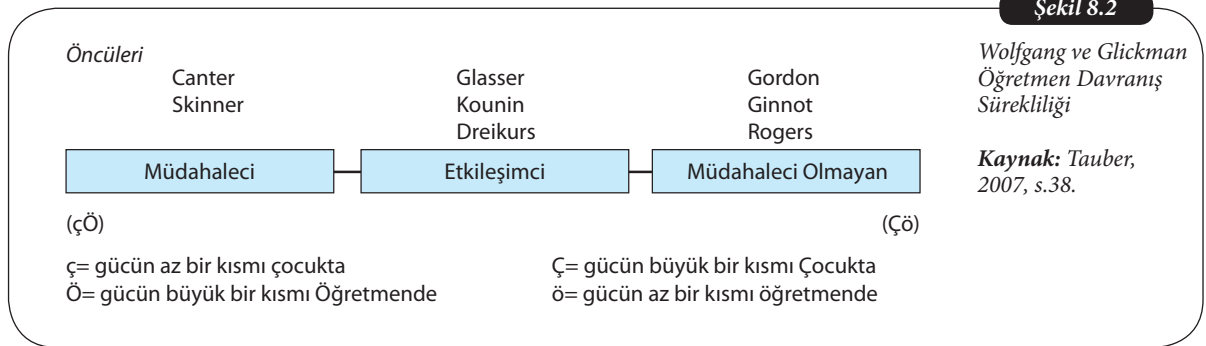 Şekil 8.2
Öncüleri
Canter
Skinner
Glasser
Kounin
Dreikurs
Gordon
Ginnot
Rogers
Müdahaleci
Etkileşimci
Müdahaleci Olmayan
(çÖ)
(Çö)
ç= gücün az bir kısmı çocukta
Ö= gücün büyük bir kısmı Öğretmende
Ç= gücün büyük bir kısmı Çocukta
ö= gücün az bir kısmı öğretmende
Wolfgang ve Glickman
Öğretmen Davranış
Sürekliliği
Kaynak: Tauber,
2007, s.38.